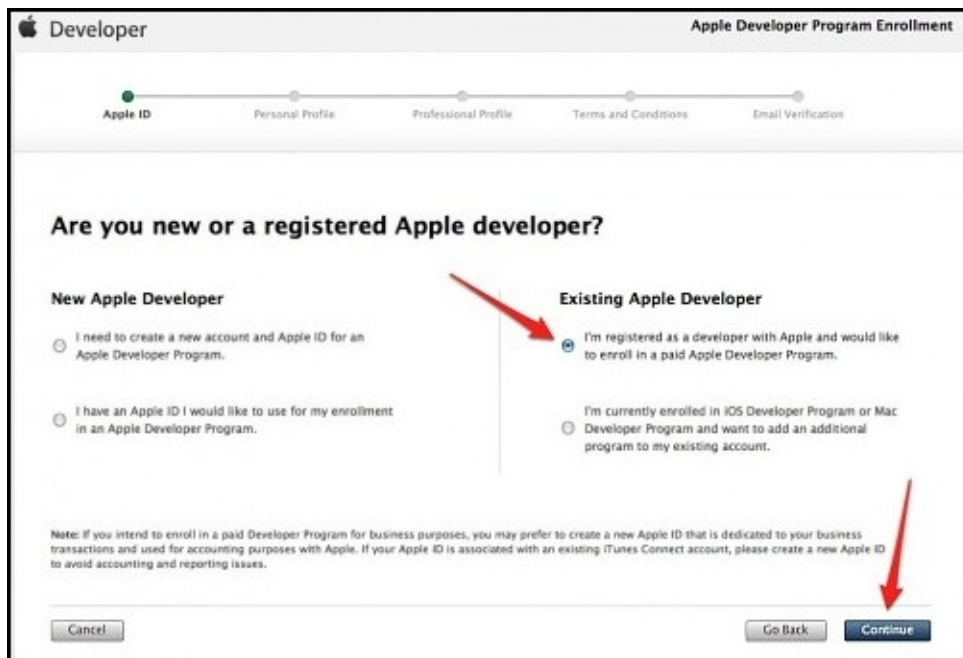 Developer
Apple Developer Program Enrollment
Apple ID
Personal Profile
Professional Profile
Terms and Conditions
Email Verification
Are you new or a registered Apple developer?
New Apple Developer
I need to create a new account and Apple ID for an
Apple Developer Program.
I have an Apple ID I would like to use for my enrollment
in an Apple Developer Program.
Existing Apple Developer
I'm registered as a developer with Apple and would like
to enroll in a paid Apple Developer Program.
I'm currently enrolled in iOS Developer Program or Mac
Developer Program and want to add an additional
program to my existing account.
Note: If you intend to enroll in a paid Developer Program for business purposes, you may prefer to create a new Apple ID that is dedicated to your business
transactions and used for accounting purposes with Apple. If your Apple ID is associated with an existing iTunes Connect account, please create a new Apple ID
to avoid accounting and reporting issues.
Cancel
Go Back
Continue